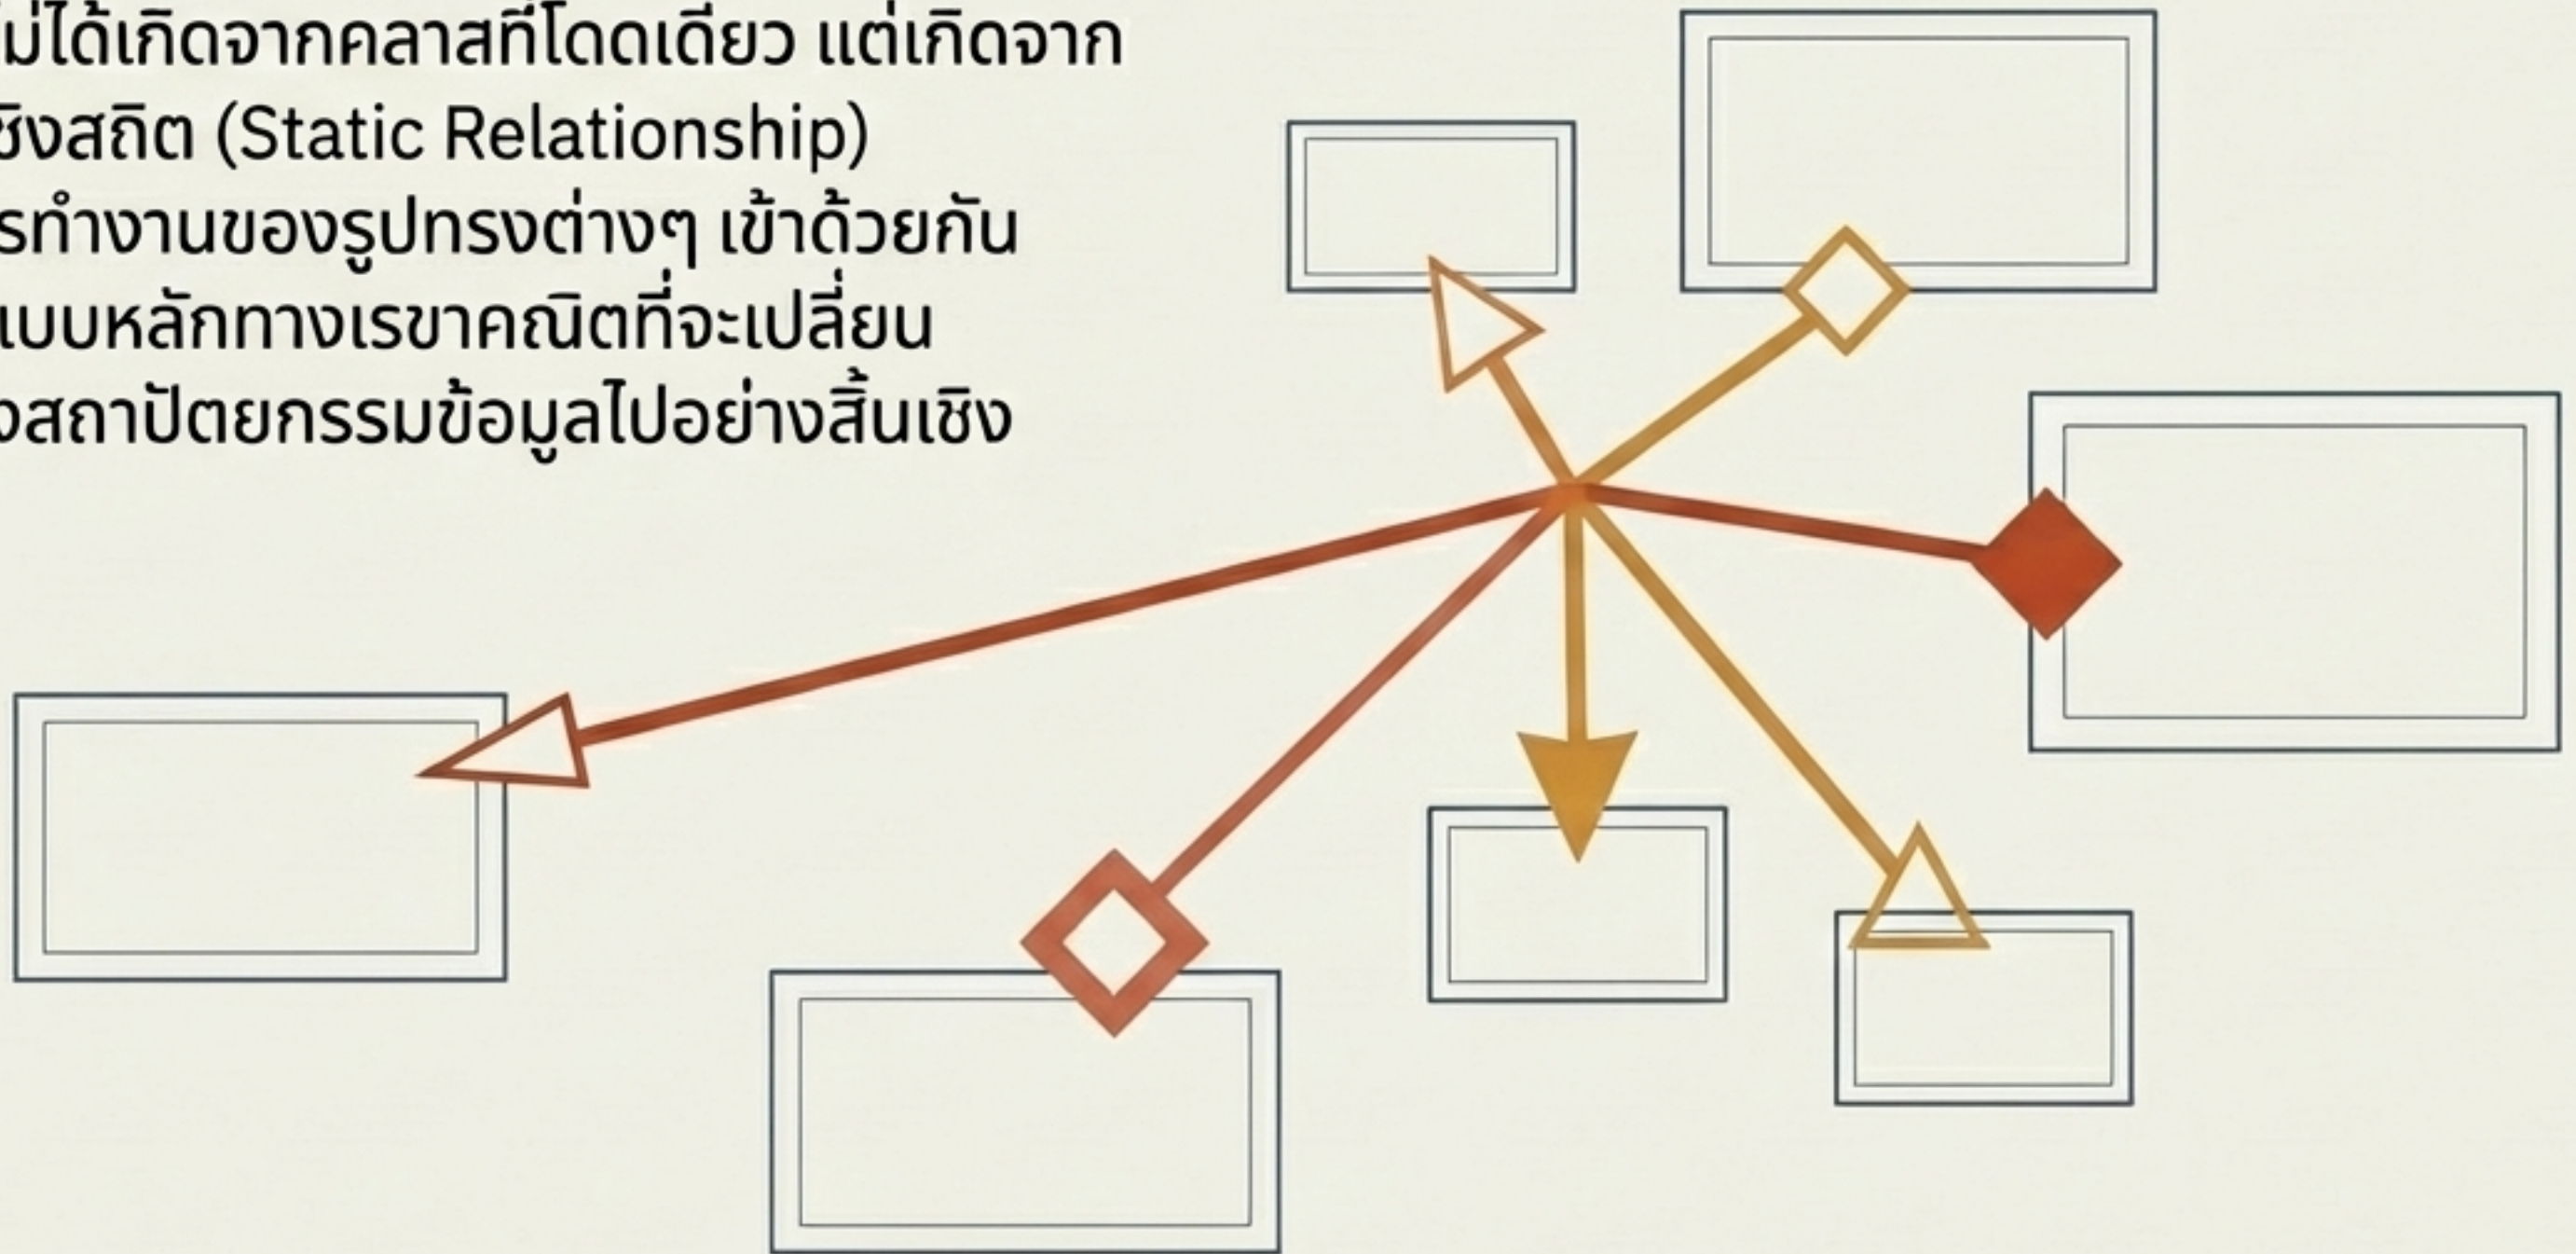 ม่ได้เกิดจากคลาสที่โดดเดี่ยว แต่เกิดจาก
ชิงสถิต (Static Relationship)
รทำงานของรูปทรงต่างๆ เข้าด้วยกัน
แบบหลักทางเรขาคณิตที่จะเปลี่ยน
งสถาปัตยกรรมข้อมูลไปอย่างสิ้นเชิง